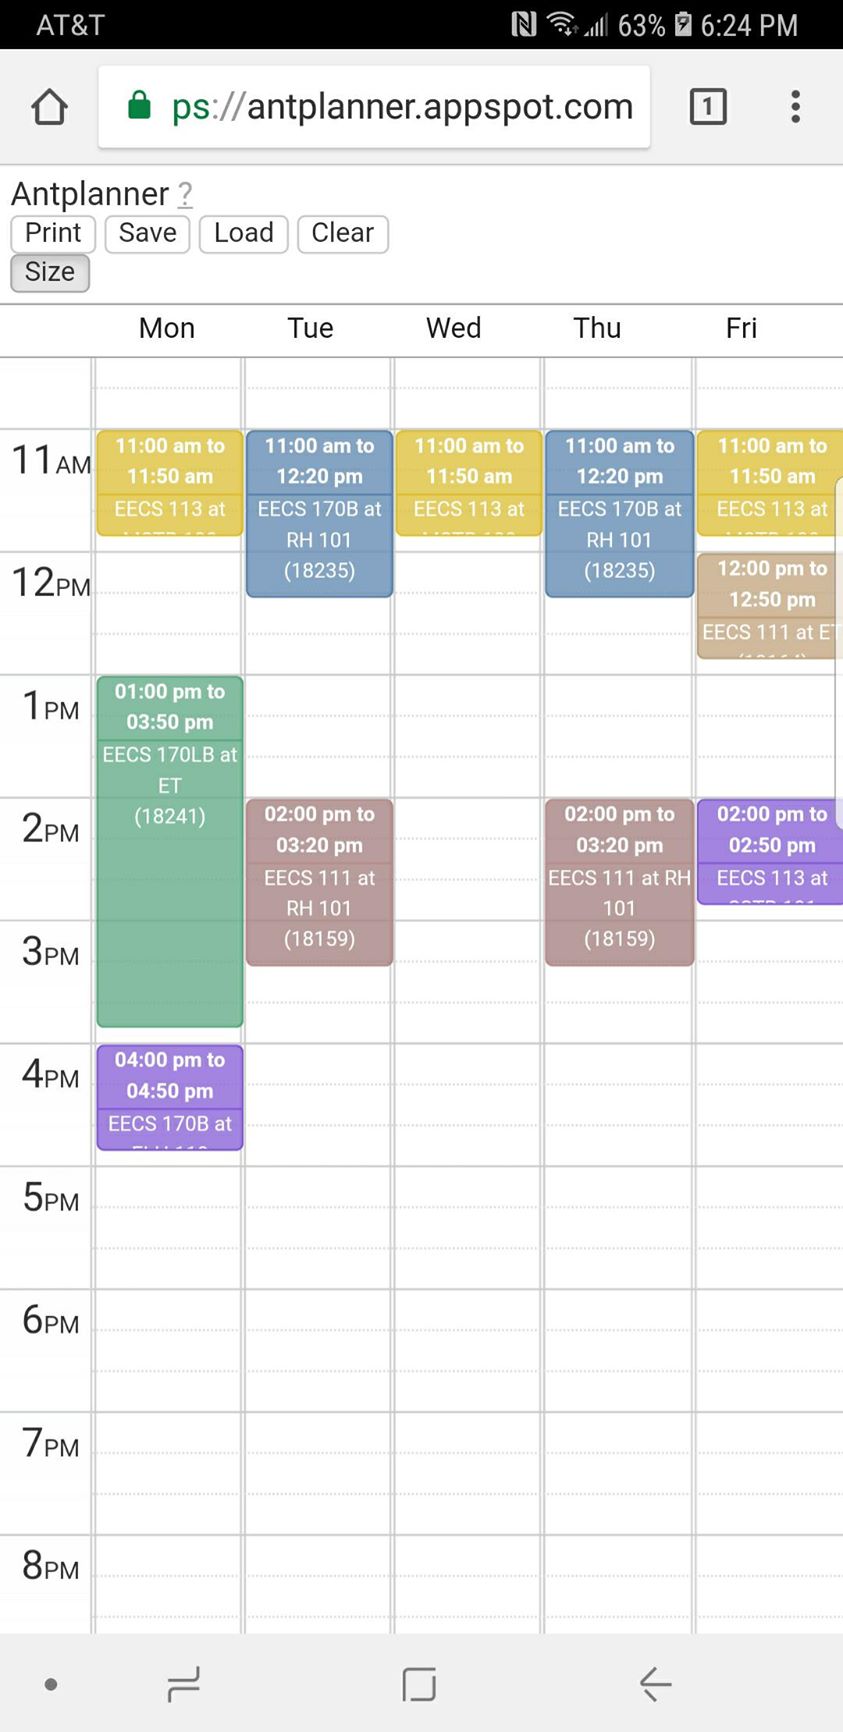 AT&T 63% 6:24 PM
ps://antplanner.appspot.com 1
Antplanner ?
Print Save Load Clear
Size
Mon Tue Wed Thu Fri
11AM
12PM
1PM
2PM
3PM
4PM
5PM
6PM
7PM
8PM
11:00 am to
11:50 am
EECS 113 at
01:00 pm to
03:50 pm
EECS 170LB at
ET
(18241)
04:00 pm to
04:50 pm
EECS 170B at
11:00 am to
12:20 pm
EECS 170B at
RH 101
(18235)
02:00 pm to
03:20 pm
EECS 111 at
RH 101
(18159)
11:00 am to
11:50 am
EECS 113 at
11:00 am to
12:20 pm
EECS 170B at
RH 101
(18235)
02:00 pm to
03:20 pm
EECS 111 at RH
101
(18159)
11:00 am to
11:50 am
EECS 113 at
12:00 pm to
12:50 pm
EECS 111 at ET
02:00 pm to
02:50 pm
EECS 113 at